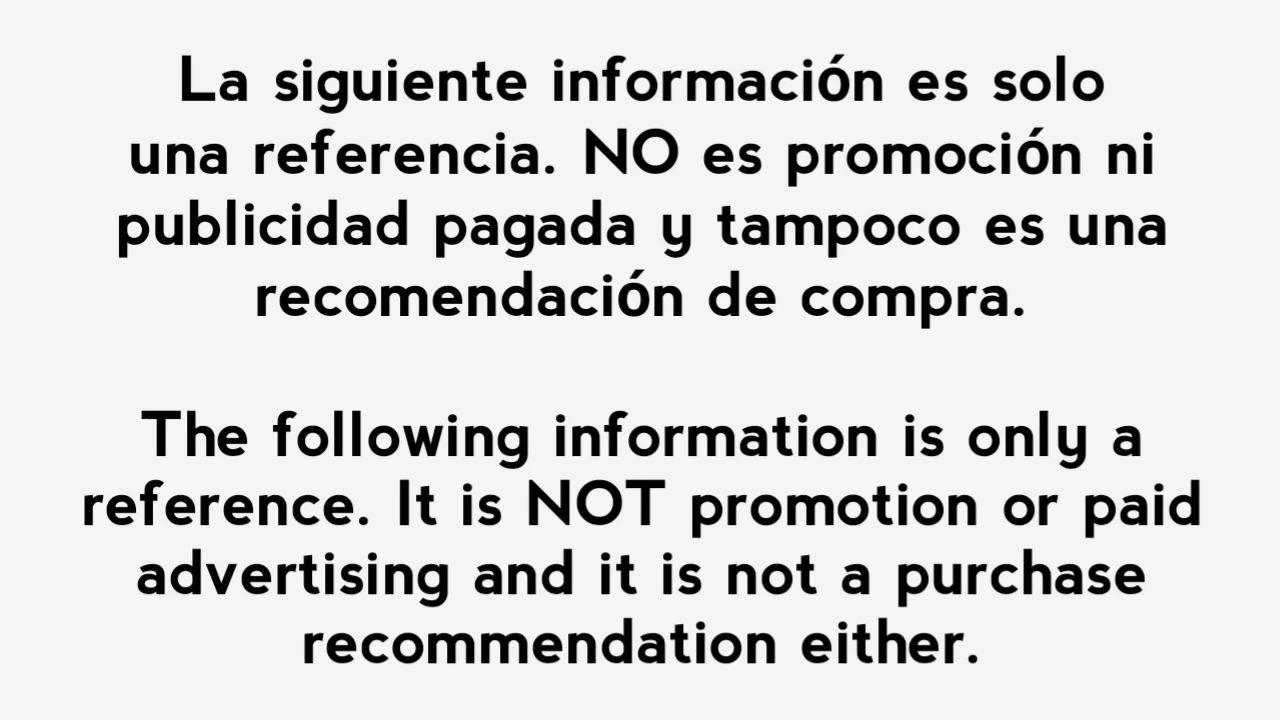 La siguiente información es solo
una referencia. NO es promoción ni
publicidad pagada y tampoco es una
recomendación de compra.
The following information is only a
reference. It is NOT promotion or paid
advertising and it is not a purchase
recommendation either.